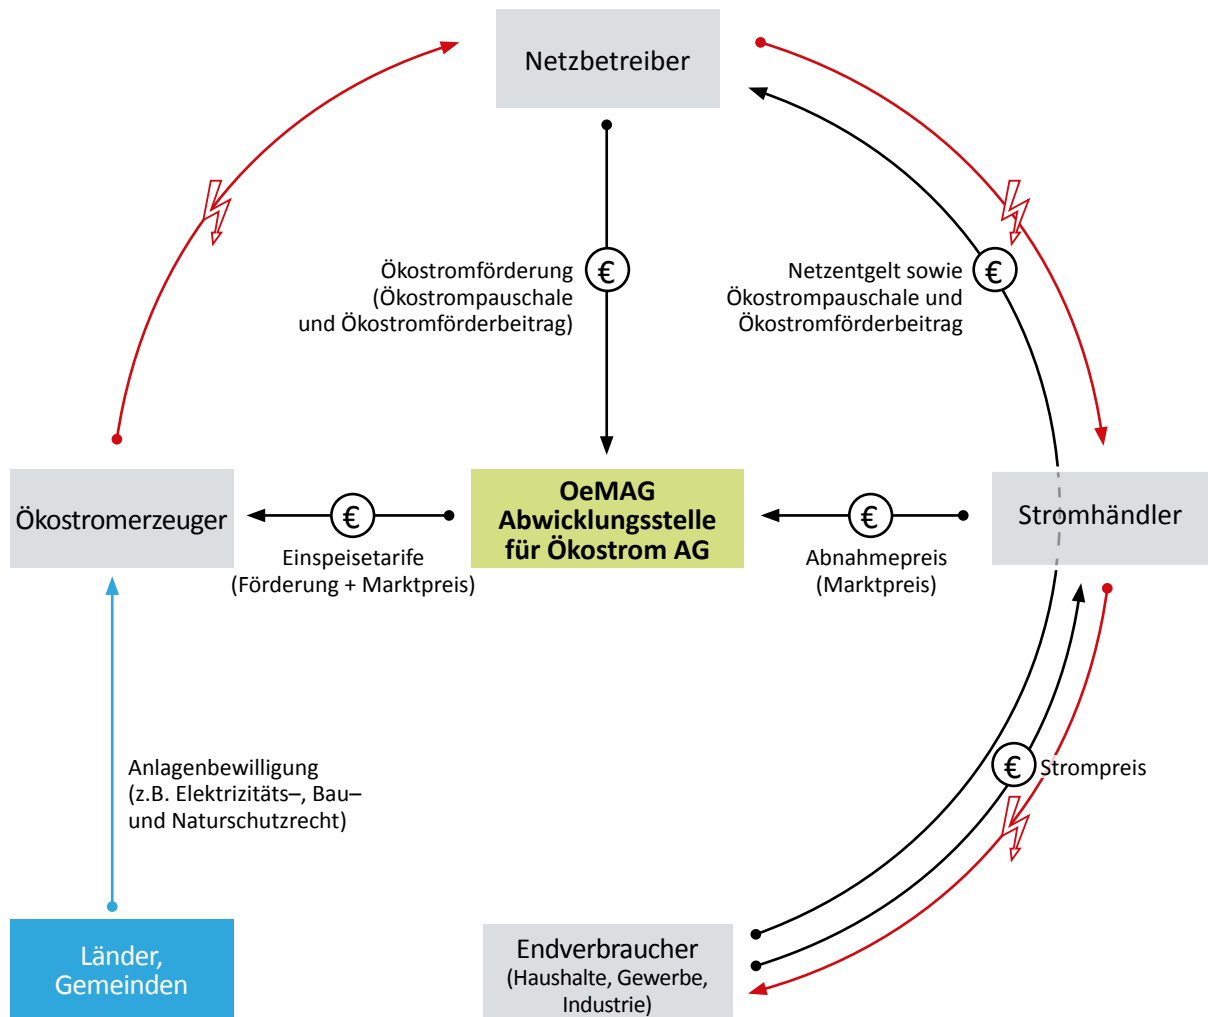 Netzbetreiber
Ökostromförderung
(Ökostrompauschale
und Ökostromförderbeitrag)
€
Netzentgelt sowie
Ökostrompauschale und
Ökostromförderbeitrag
€
Ökostromerzeuger
€
Einspeisetarife
(Förderung + Marktpreis)
OeMAG
Abwicklungsstelle
für Ökostrom AG
€
Abnahmepreis
(Marktpreis)
Stromhändler
Anlagenbewilligung
(z.B. Elektrizitäts–, Bau–
und Naturschutzrecht)
€ Strompreis
Länder,
Gemeinden
Endverbraucher
(Haushalte, Gewerbe,
Industrie)